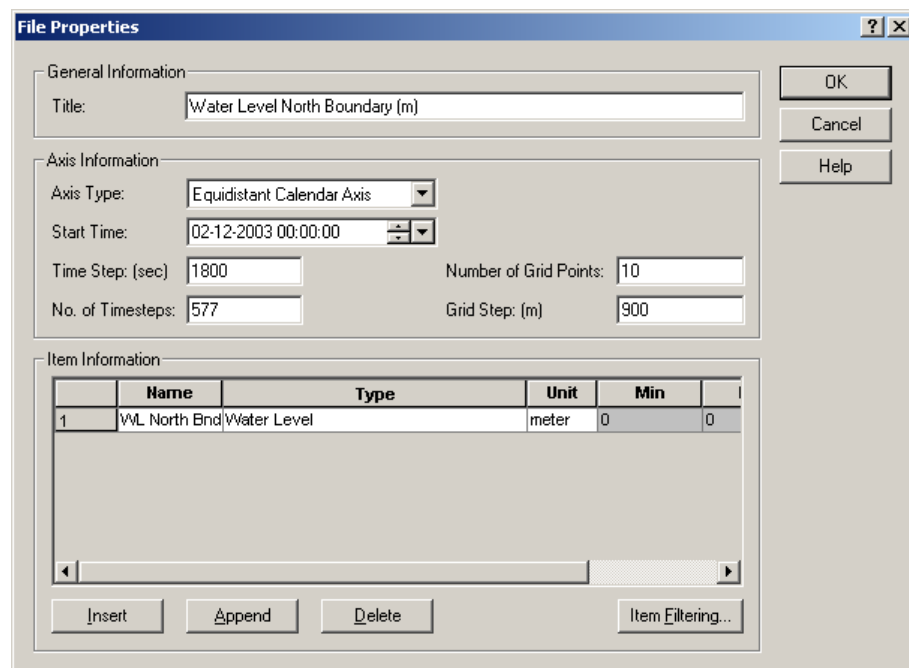 File Properties
General Information
Title: Water Level North Boundary (m)
OK
Cancel
Help
Axis Information
Axis Type: Equidistant Calendar Axis
Start Time: 02-12-2003 00:00:00
Time Step: (sec) 1800 Number of Grid Points: 10
No. of Timesteps: 577 Grid Step: (m) 900
Item Information
Name Type Unit Min
1 WL North Bnd Water Level meter 0 0
Insert Append Delete Item Filtering...